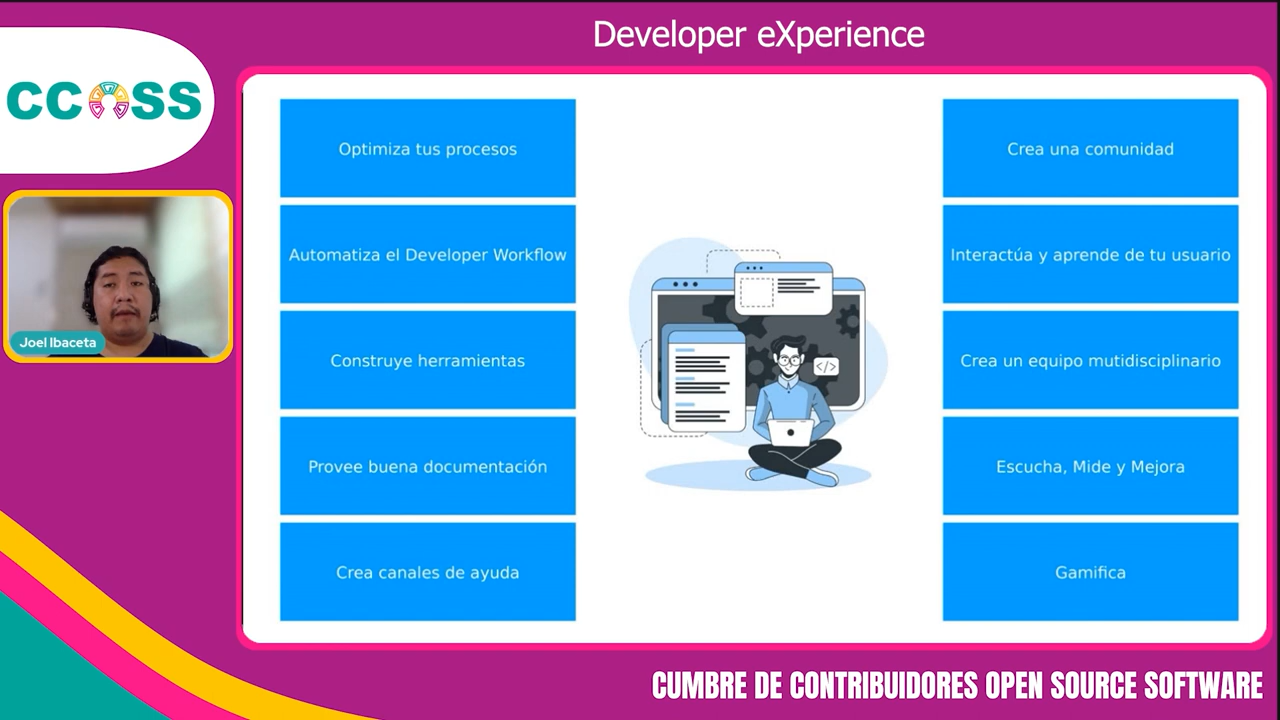 Developer eXperience
CCOSS
Joel Ibaceta
Optimiza tus procesos
Automatiza el Developer Workflow
Construye herramientas
Provee buena documentación
Crea canales de ayuda
</>
Crea una comunidad
Interactúa y aprende de tu usuario
Crea un equipo mutidisciplinario
Escucha, Mide y Mejora
Gamifica
CUMBRE DE CONTRIBUIDORES OPEN SOURCE SOFTWARE